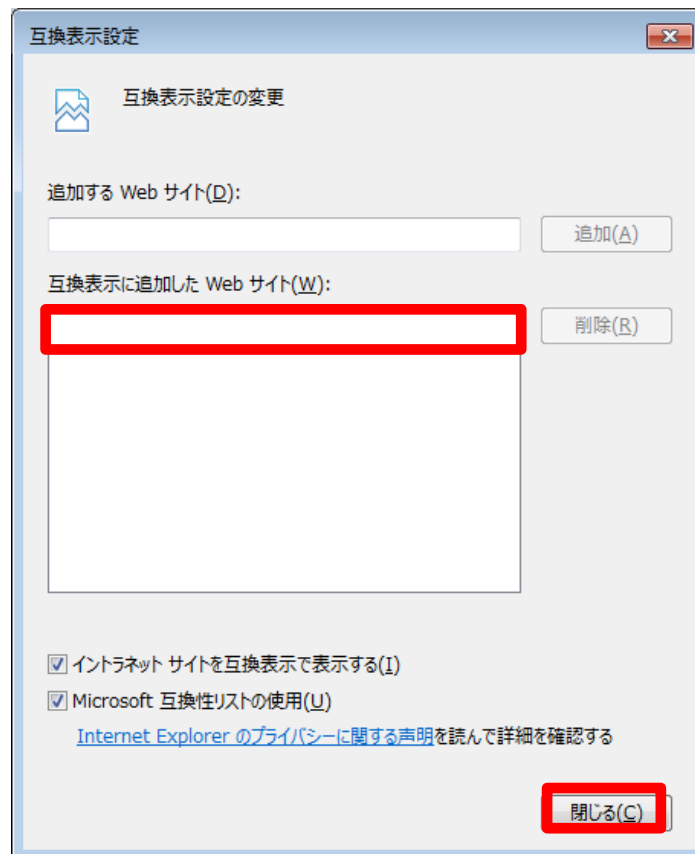 互換表示設定
互換表示設定の変更
追加する Web サイト(D):
追加(A)
互換表示に追加した Web サイト(W):
削除(R)
イントラネット サイトを互換表示で表示する(I)
Microsoft 互換性リストの使用(U)
Internet Explorer のプライバシーに関する声明を読んで詳細を確認する
閉じる(C)